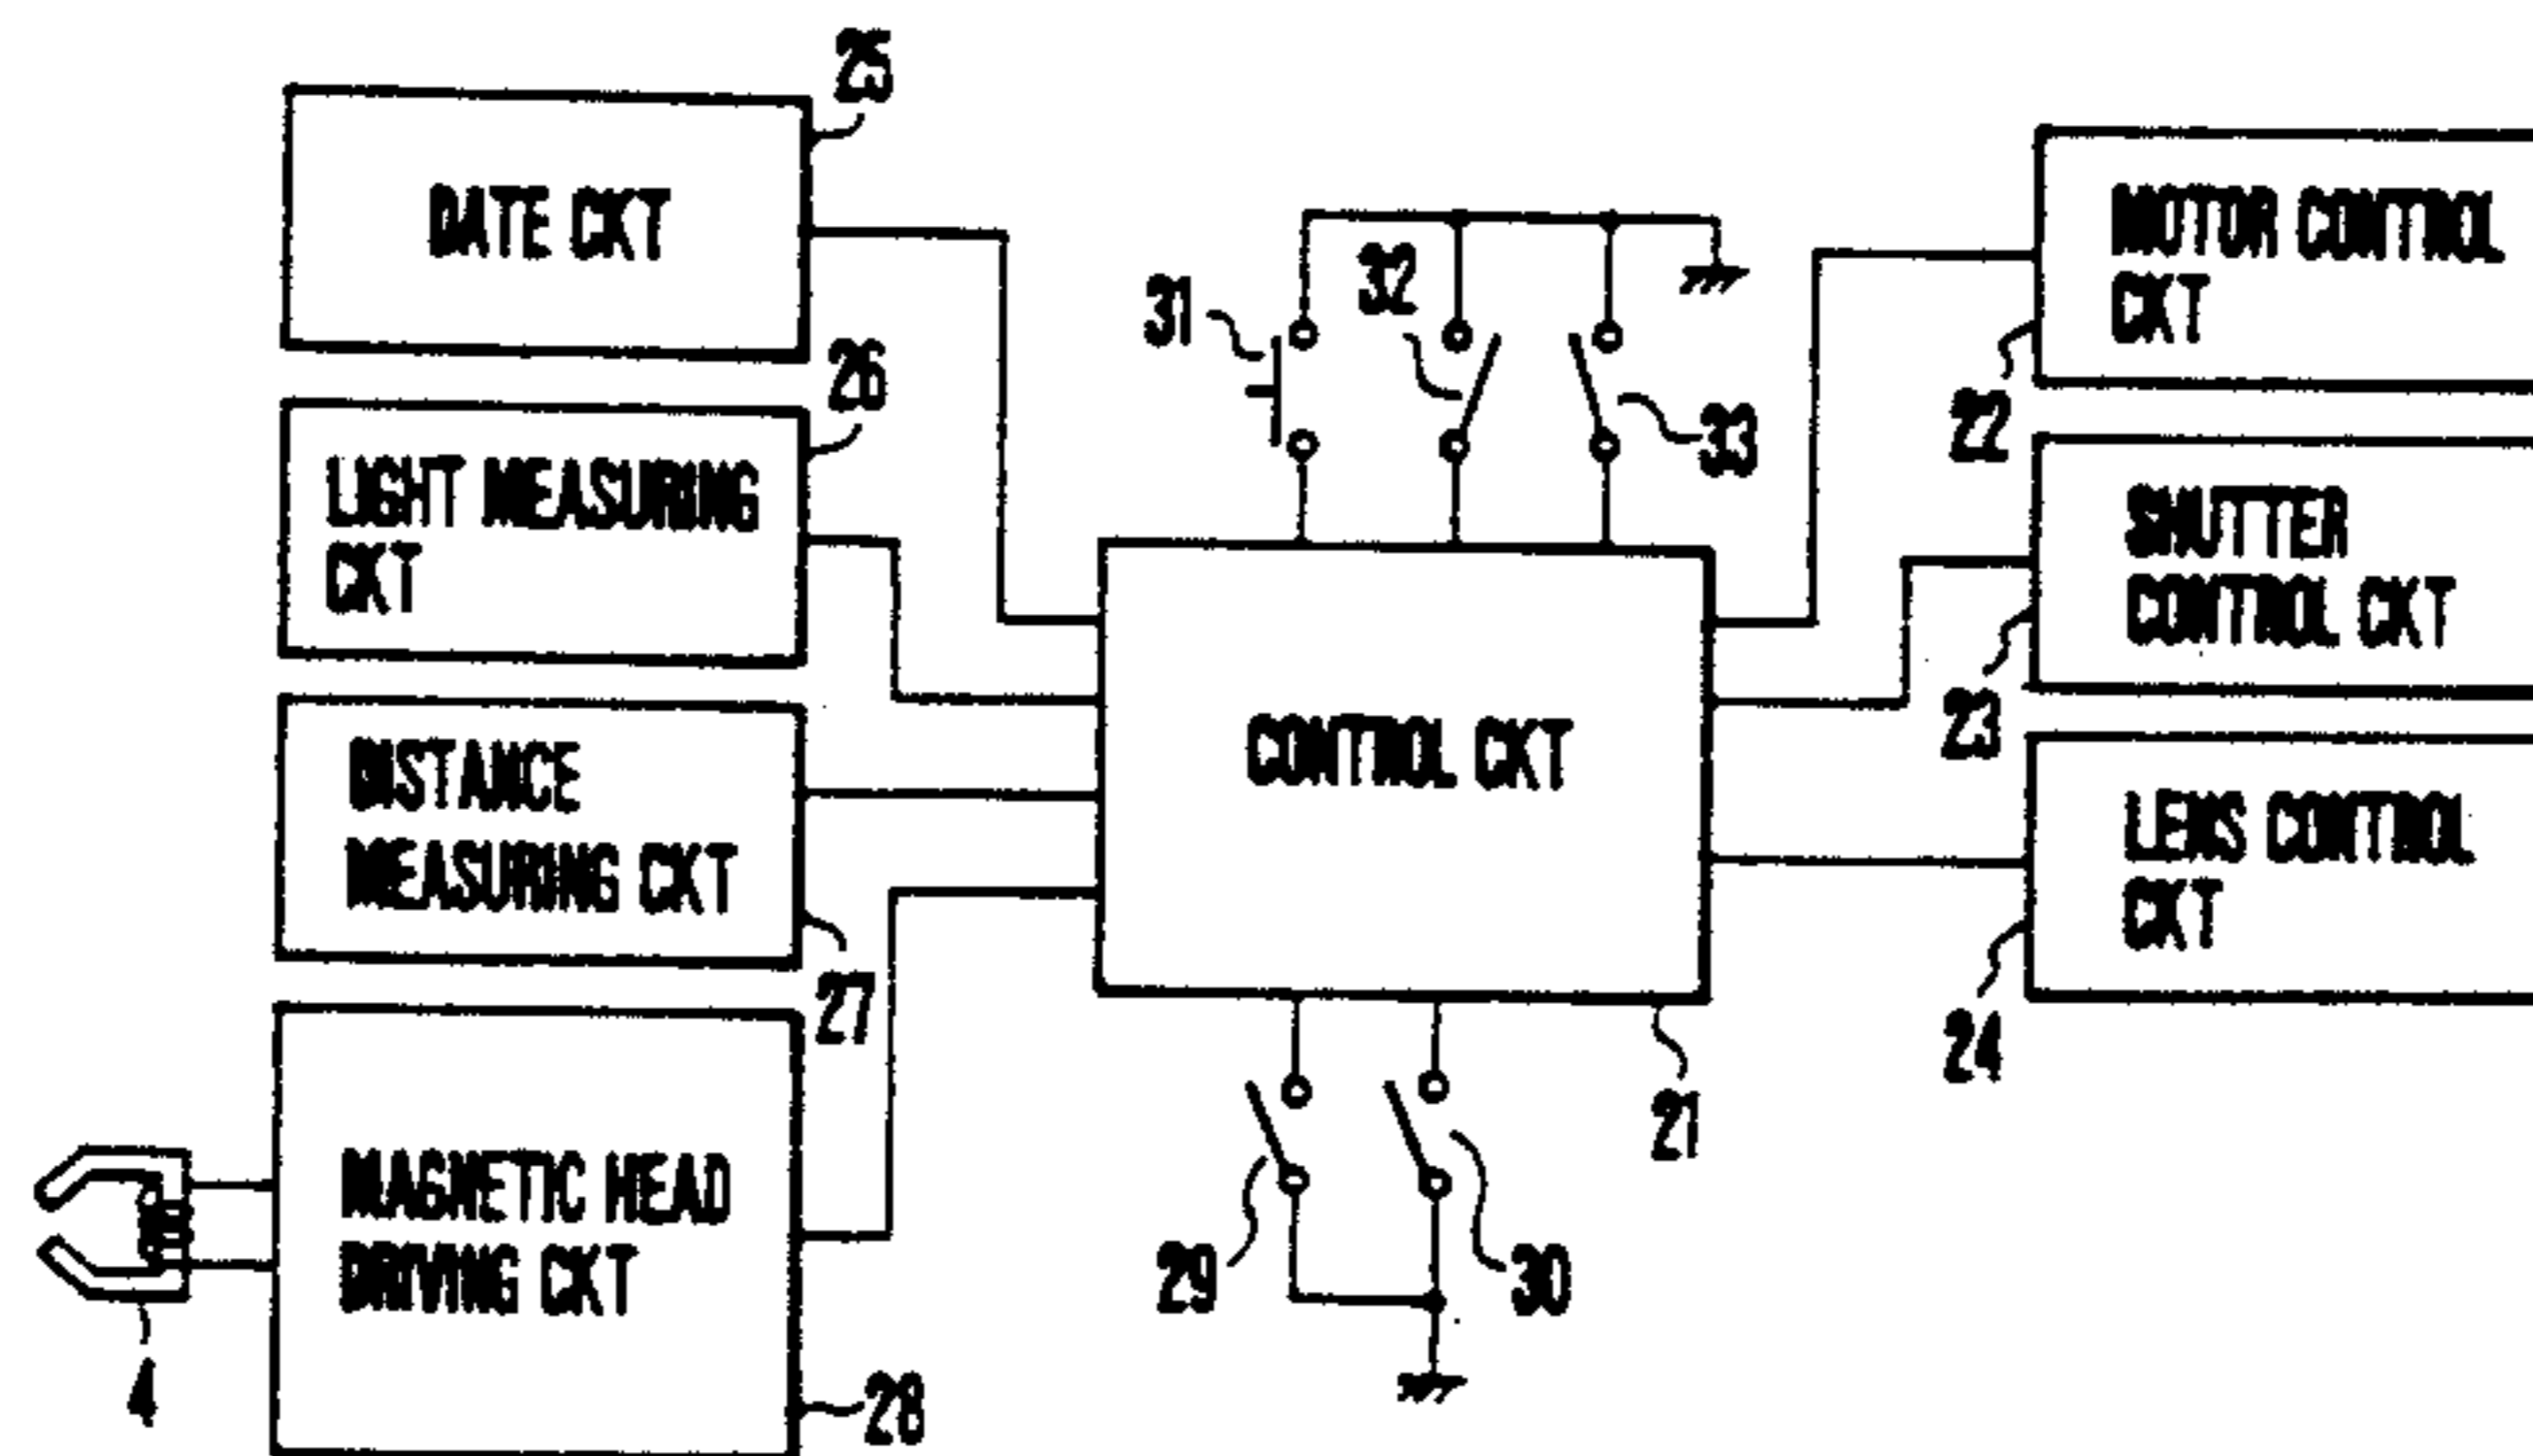 25
DATE CKT
26
LIGHT MEASURING
CKT
DISTANCE
MEASURING CKT
27
MAGNETIC HEAD
DRIVING CKT
28
4
31
32
33
CONTROL CKT
21
29
30
MOTOR CONTROL
CKT
22
SHUTTER
CONTROL CKT
23
LENS CONTROL
CKT
24